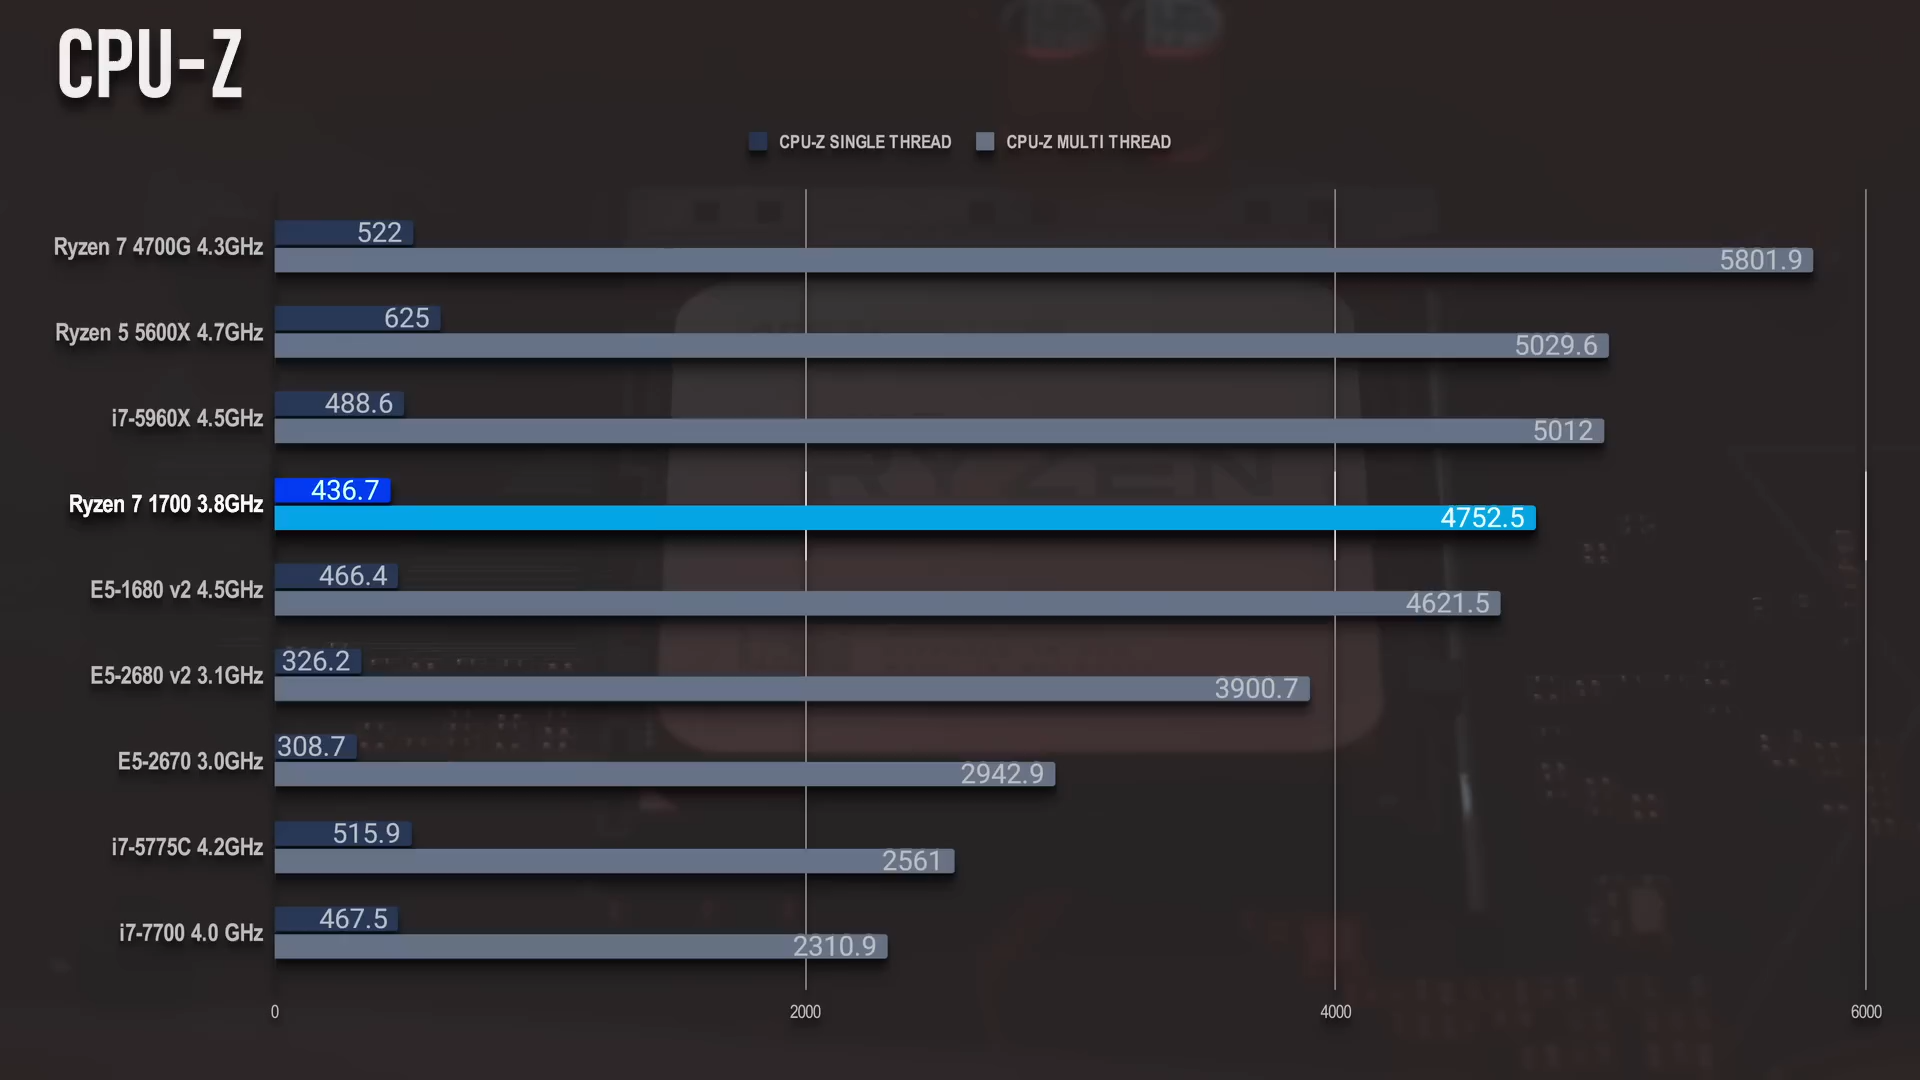 CPU-Z
CPU-Z SINGLE THREAD CPU-Z MULTI THREAD
Ryzen 7 4700G 4.3GHz
522
5801.9
Ryzen 5 5600X 4.7GHz
625
5029.6
i7-5960X 4.5GHz
488.6
5012
Ryzen 7 1700 3.8GHz
436.7
4752.5
E5-1680 v2 4.5GHz
466.4
4621.5
E5-2680 v2 3.1GHz
326.2
3900.7
E5-2670 3.0GHz
308.7
2942.9
i7-5775C 4.2GHz
515.9
2561
i7-7700 4.0 GHz
467.5
2310.9
0 2000 4000 6000
RYZEN